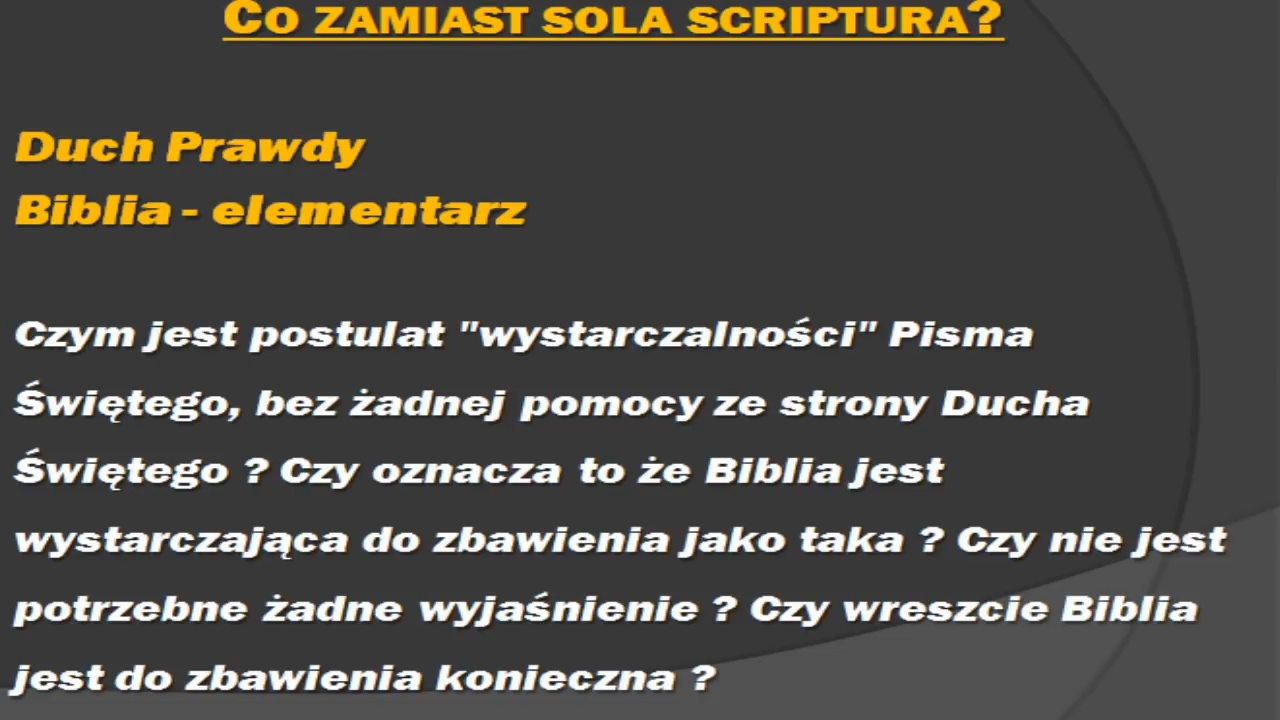 Co zamiast sola scriptura?
Duch Prawdy
Biblia - elementarz
Czym jest postulat "wystarczalności" Pisma
Świętego, bez żadnej pomocy ze strony Ducha
Świętego ? Czy oznacza to że Biblia jest
wystarczająca do zbawienia jako taka ? Czy nie jest
potrzebne żadne wyjaśnienie ? Czy wreszcie Biblia
jest do zbawienia konieczna ?